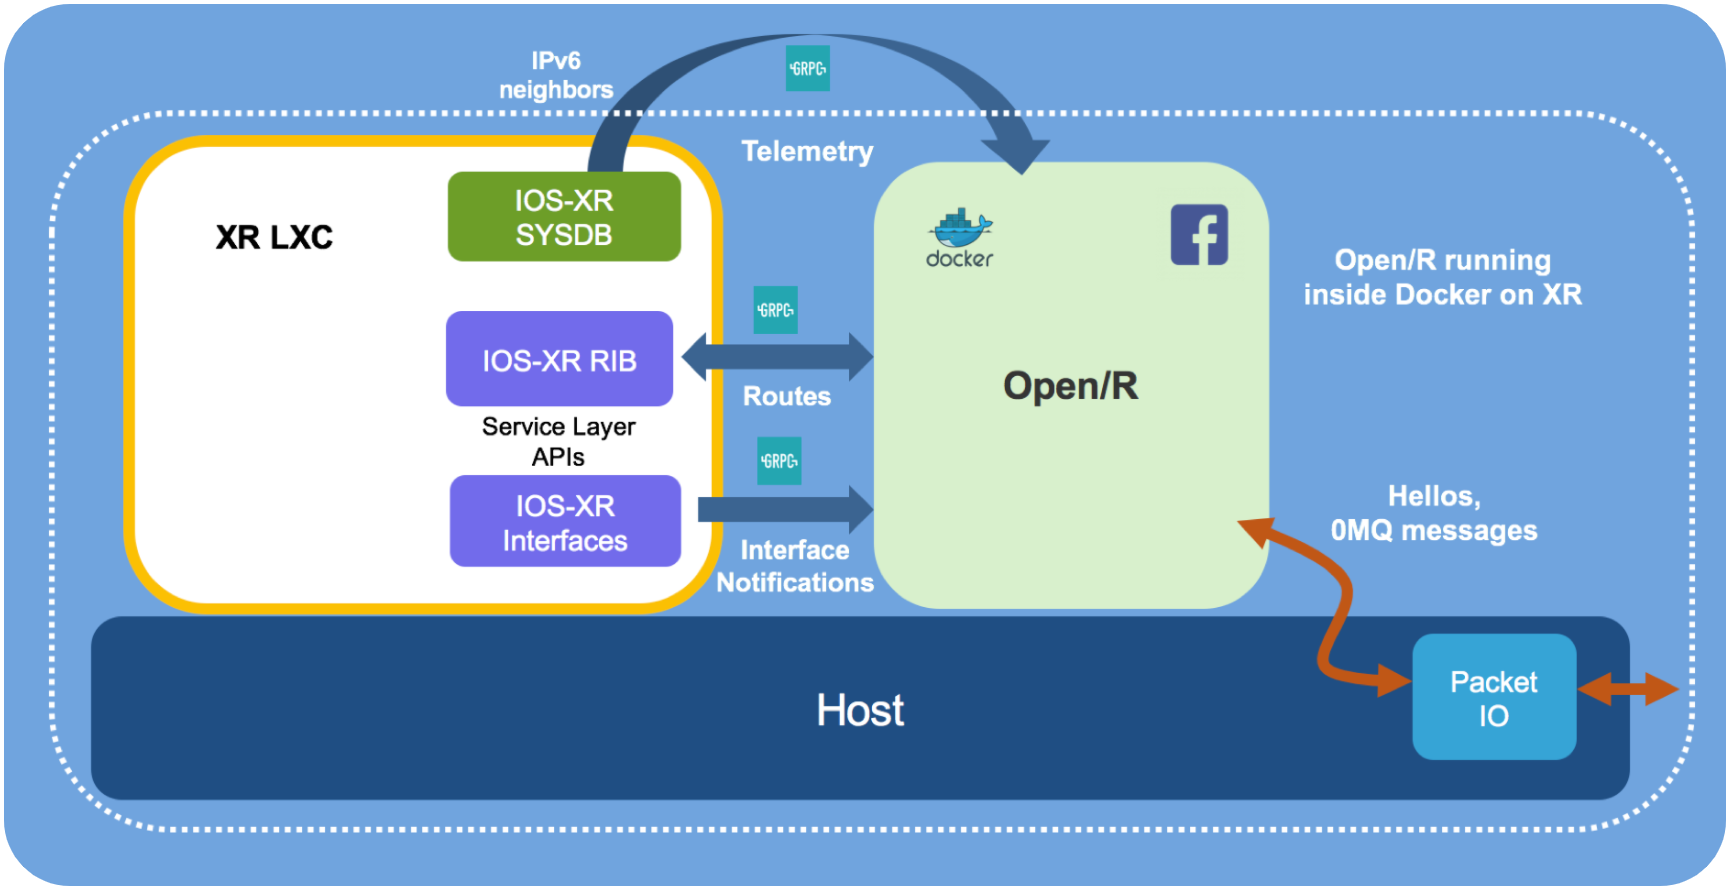 IPv6
neighbors
GRPC
Telemetry
XR LXC
IOS-XR
SYSDB
docker
Open/R running
inside Docker on XR
GRPC
IOS-XR RIB
Routes
Open/R
Service Layer
APIs
GRPC
IOS-XR
Interfaces
Interface
Notifications
Hellos,
0MQ messages
Host
Packet
IO